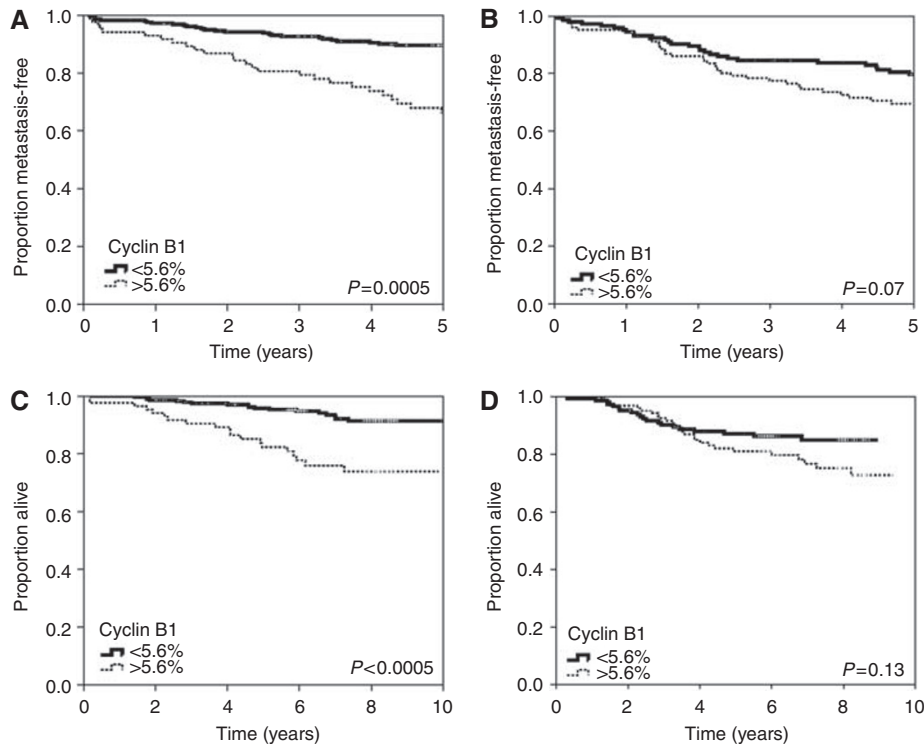 A
Proportion metastasis-free
1.0
0.8
0.6
0.4
0.2
0.0
Cyclin B1
<5.6%
>5.6%
P=0.0005
0 1 2 3 4 5
Time (years)
B
Proportion metastasis-free
1.0
0.8
0.6
0.4
0.2
0.0
Cyclin B1
<5.6%
>5.6%
P=0.07
0 1 2 3 4 5
Time (years)
C
Proportion alive
1.0
0.8
0.6
0.4
0.2
0.0
Cyclin B1
<5.6%
>5.6%
P<0.0005
0 2 4 6 8 10
Time (years)
D
Proportion alive
1.0
0.8
0.6
0.4
0.2
0.0
Cyclin B1
<5.6%
>5.6%
P=0.13
0 2 4 6 8 10
Time (years)